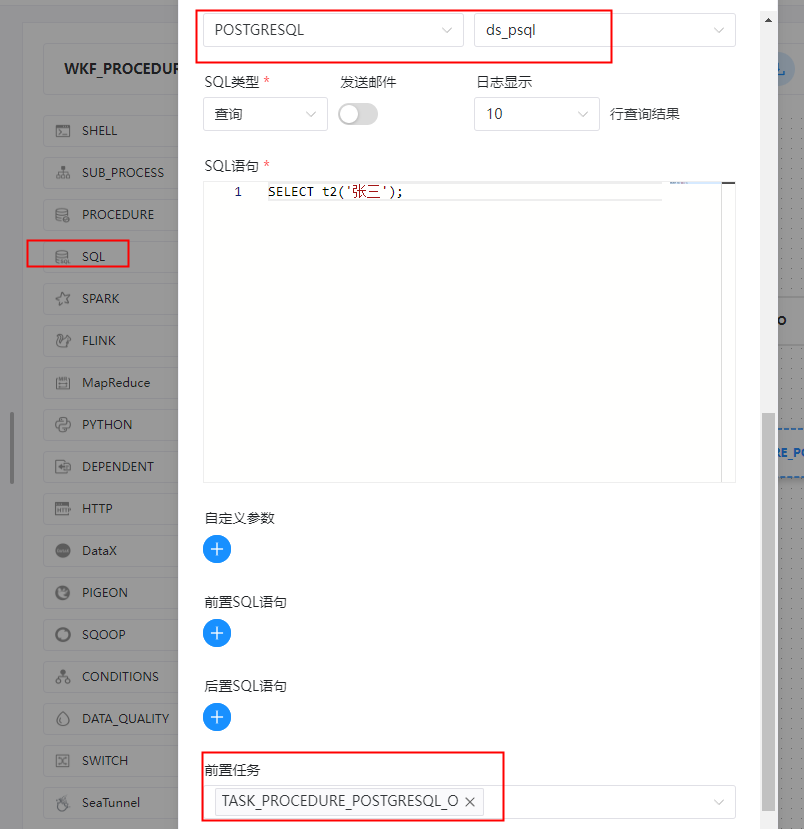 POSTGRESQL ds_psql
WKF_PROCEDUR
SQL类型 * 发送邮件 日志显示
查询 10 行查询结果
SHELL
SUB_PROCESS
PROCEDURE
SQL
SPARK
FLINK
MapReduce
PYTHON
DEPENDENT
HTTP
DataX
PIGEON
SQOOP
CONDITIONS
DATA_QUALITY
SWITCH
SeaTunnel
SQL语句 *
1 SELECT t2('张三');
自定义参数
前置SQL语句
后置SQL语句
前置任务
TASK_PROCEDURE_POSTGRESQL_O
O
RE_PO